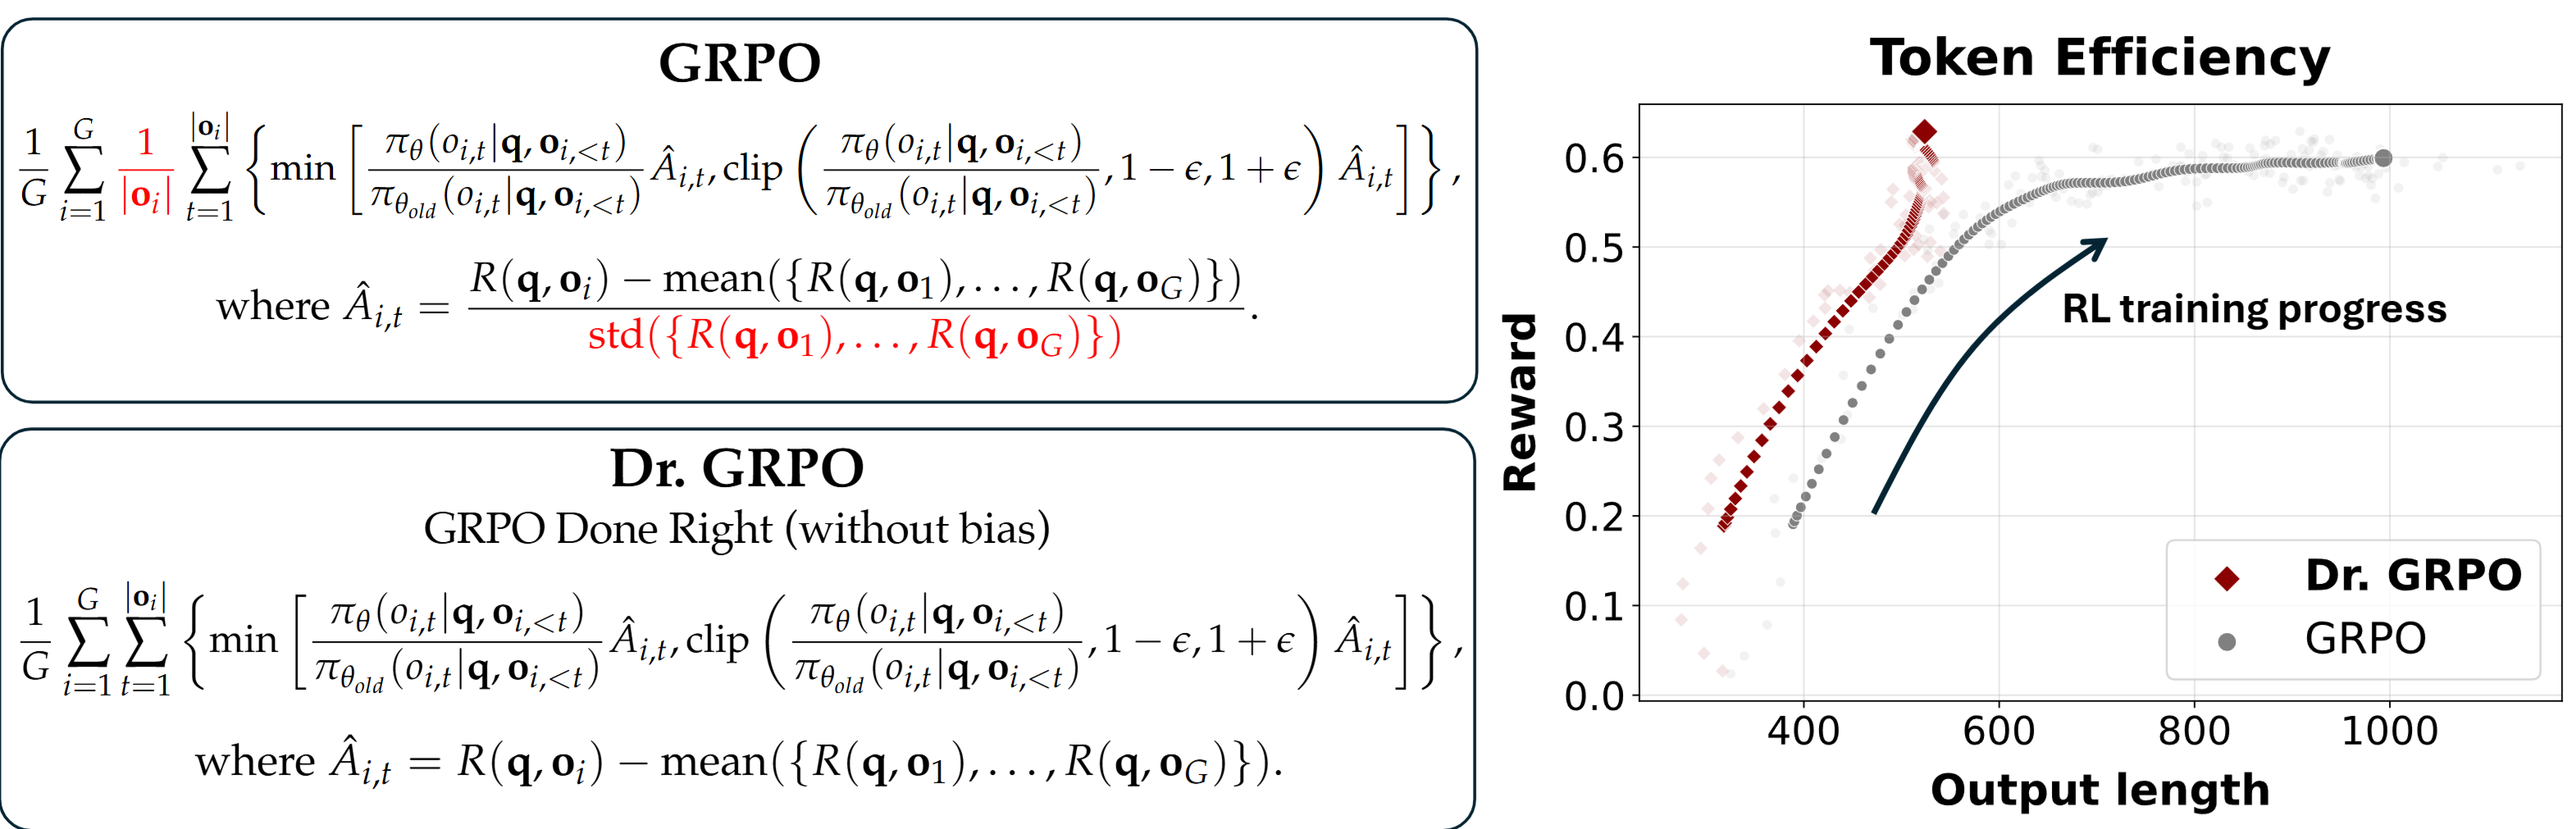 GRPO
\frac{1}{G} \sum_{i=1}^{G} \frac{1}{|\mathbf{o}_i|} \sum_{t=1}^{|\mathbf{o}_i|} \left\{ \min \left[ \frac{\pi_\theta(o_{i,t}|\mathbf{q}, \mathbf{o}_{i,<t})}{\pi_{\theta_{old}}(o_{i,t}|\mathbf{q}, \mathbf{o}_{i,<t})} \hat{A}_{i,t}, \text{clip} \left( \frac{\pi_\theta(o_{i,t}|\mathbf{q}, \mathbf{o}_{i,<t})}{\pi_{\theta_{old}}(o_{i,t}|\mathbf{q}, \mathbf{o}_{i,<t})}, 1 - \epsilon, 1 + \epsilon \right) \hat{A}_{i,t} \right] \right\},
where \hat{A}_{i,t} = \frac{R(\mathbf{q}, \mathbf{o}_i) - \text{mean}(\{R(\mathbf{q}, \mathbf{o}_1), \ldots, R(\mathbf{q}, \mathbf{o}_G)\})}{\text{std}(\{R(\mathbf{q}, \mathbf{o}_1), \ldots, R(\mathbf{q}, \mathbf{o}_G)\})}.
Dr. GRPO
GRPO Done Right (without bias)
\frac{1}{G} \sum_{i=1}^{G} \sum_{t=1}^{|\mathbf{o}_i|} \left\{ \min \left[ \frac{\pi_\theta(o_{i,t}|\mathbf{q}, \mathbf{o}_{i,<t})}{\pi_{\theta_{old}}(o_{i,t}|\mathbf{q}, \mathbf{o}_{i,<t})} \hat{A}_{i,t}, \text{clip} \left( \frac{\pi_\theta(o_{i,t}|\mathbf{q}, \mathbf{o}_{i,<t})}{\pi_{\theta_{old}}(o_{i,t}|\mathbf{q}, \mathbf{o}_{i,<t})}, 1 - \epsilon, 1 + \epsilon \right) \hat{A}_{i,t} \right] \right\},
where \hat{A}_{i,t} = R(\mathbf{q}, \mathbf{o}_i) - \text{mean}(\{R(\mathbf{q}, \mathbf{o}_1), \ldots, R(\mathbf{q}, \mathbf{o}_G)\}).
Token Efficiency
Reward
0.6
0.5
0.4
0.3
0.2
0.1
0.0
RL training progress
Dr. GRPO
GRPO
400 600 800 1000
Output length